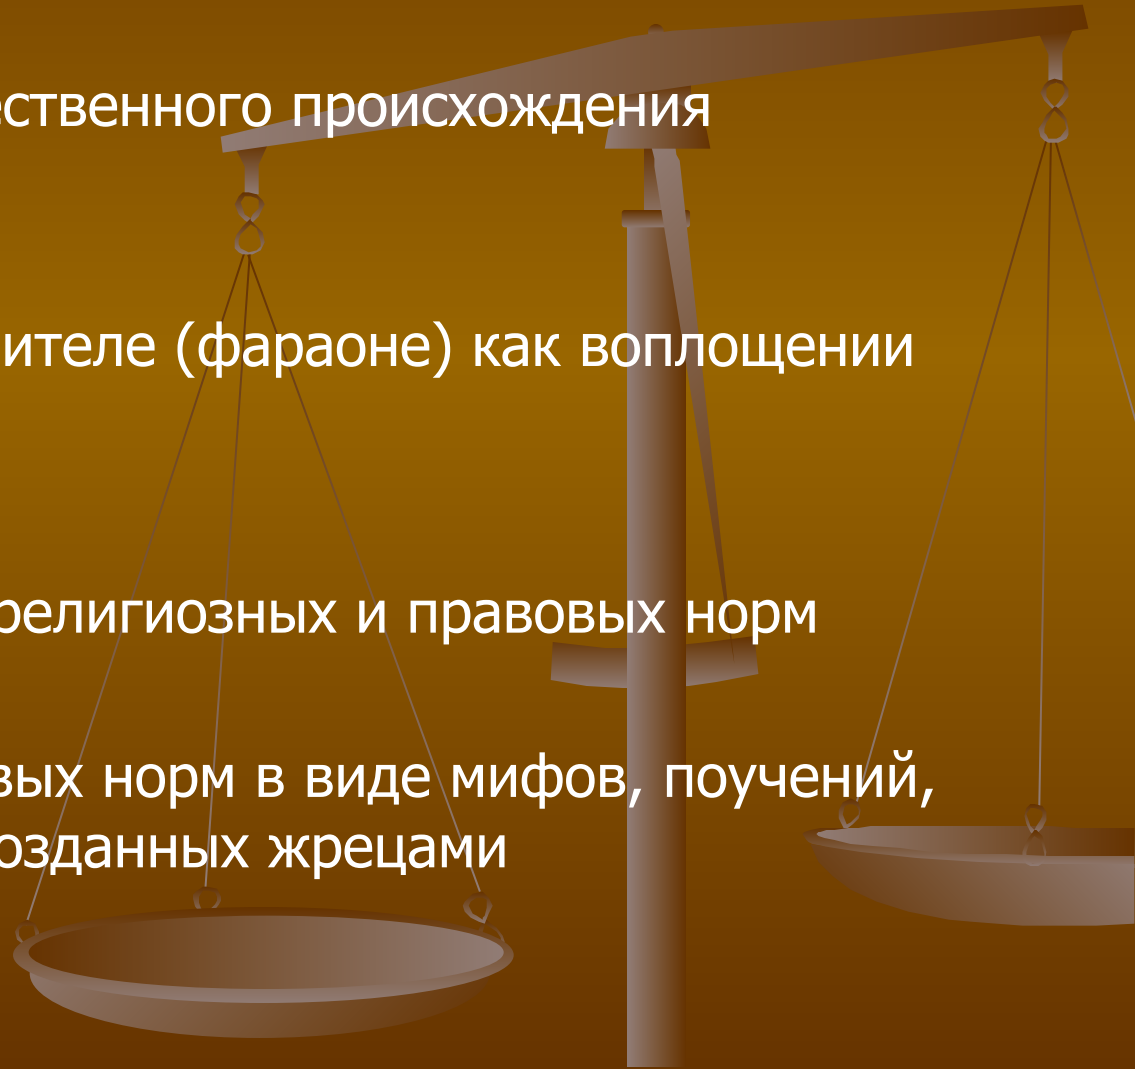 ественного происхождения
ителе (фараоне) как воплощении
религиозных и правовых норм
вых норм в виде мифов, поучений,
озданных жрецами